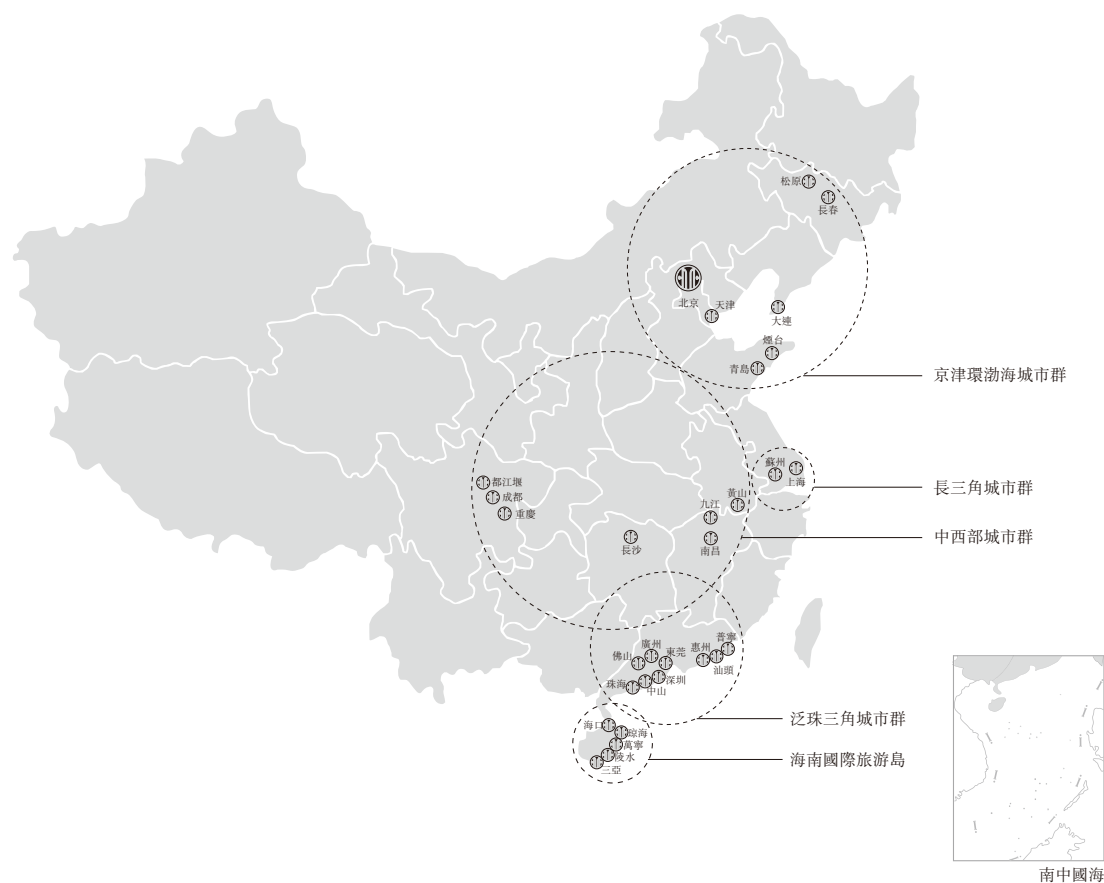 松原
長春
北京
天津
大連
煙台
青島
京津環渤海城市群
蘇州
上海
長三角城市群
都江堰
成都
重慶
黃山
九江
長沙
南昌
中西部城市群
普寧
廣州
惠州
東莞
佛山
汕頭
深圳
珠海
中山
泛珠三角城市群
海口
瓊海
萬寧
陵水
三亞
海南國際旅游島
南中國海